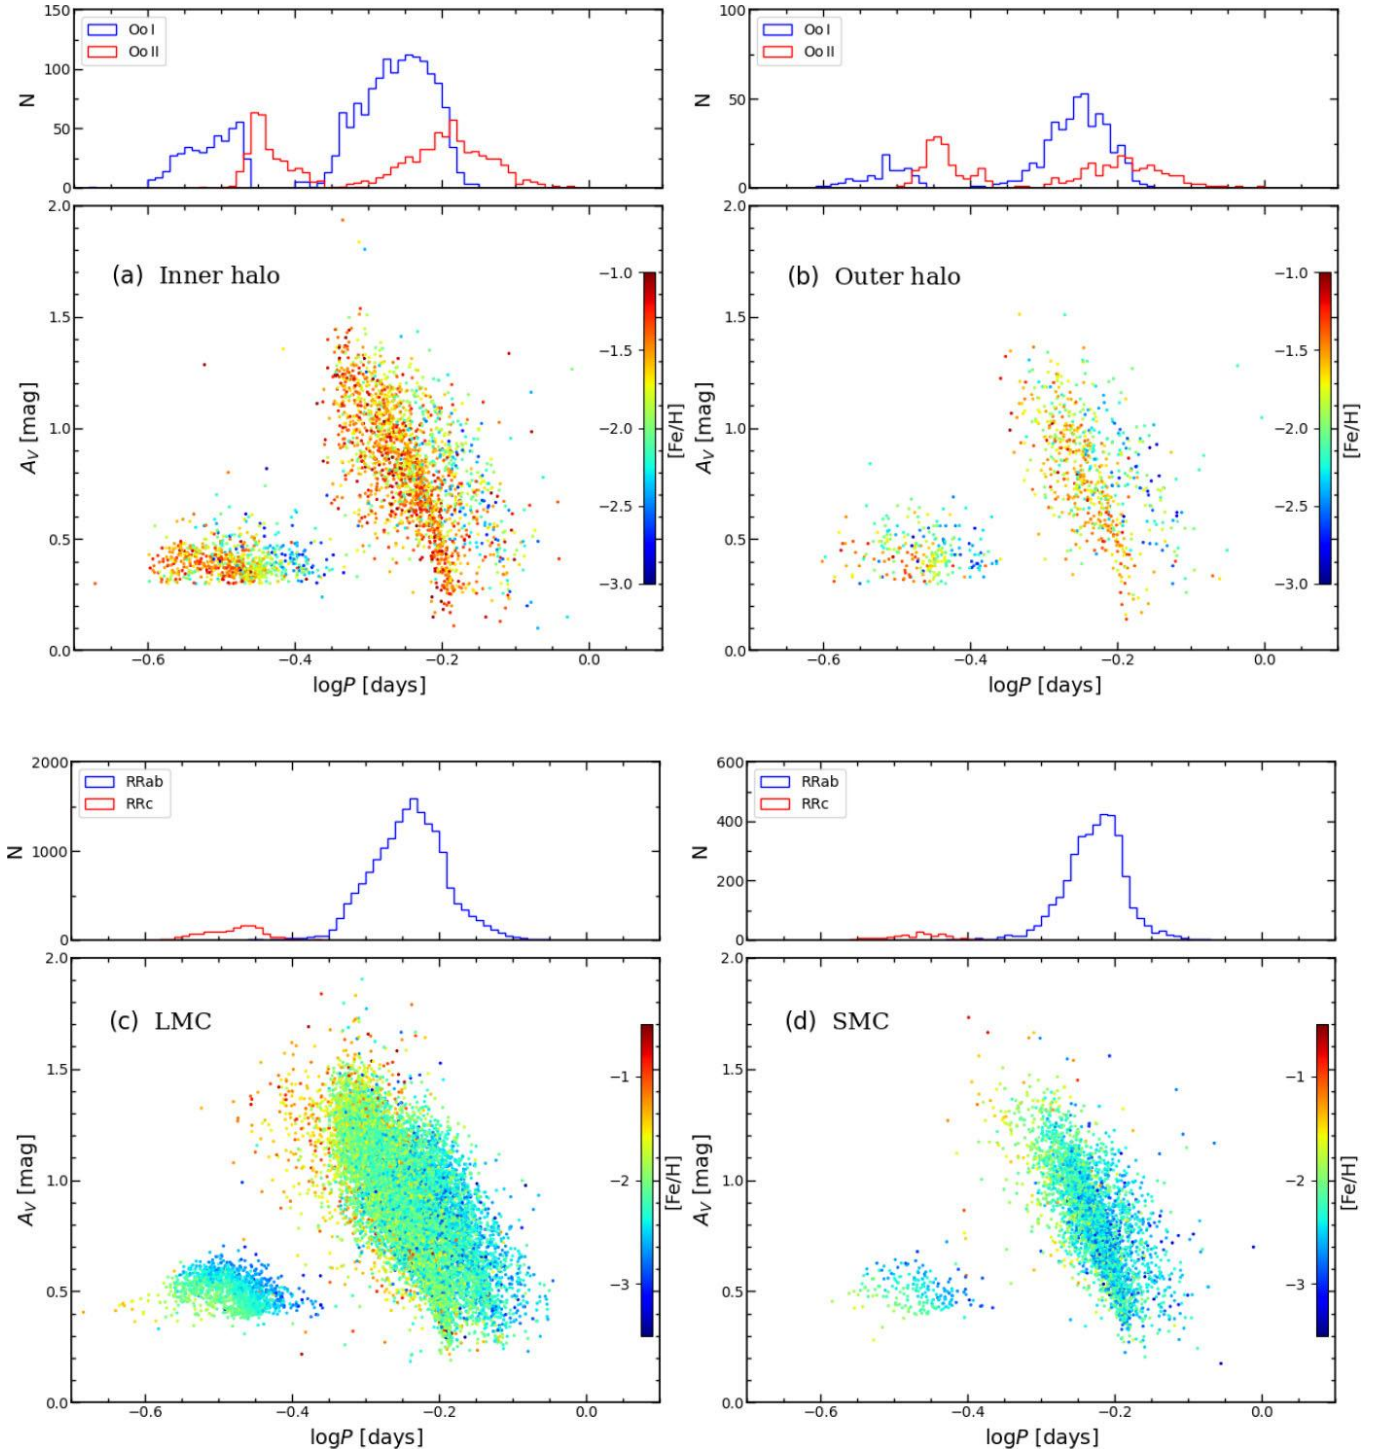 150
100
50
0
N
Oo I
Oo II
2.0
1.5
1.0
0.5
0.0
A_V [mag]
(a) Inner halo
−1.0
−1.5
−2.0
−2.5
−3.0
[Fe/H]
−0.6 −0.4 −0.2 0.0
logP [days]
100
50
0
N
Oo I
Oo II
2.0
1.5
1.0
0.5
0.0
A_V [mag]
(b) Outer halo
−1.0
−1.5
−2.0
−2.5
−3.0
[Fe/H]
−0.6 −0.4 −0.2 0.0
logP [days]
2000
1000
0
N
RRab
RRc
2.0
1.5
1.0
0.5
0.0
A_V [mag]
(c) LMC
−1
−2
−3
[Fe/H]
−0.6 −0.4 −0.2 0.0
logP [days]
600
400
200
0
N
RRab
RRc
2.0
1.5
1.0
0.5
0.0
A_V [mag]
(d) SMC
−1
−2
−3
[Fe/H]
−0.6 −0.4 −0.2 0.0
logP [days]